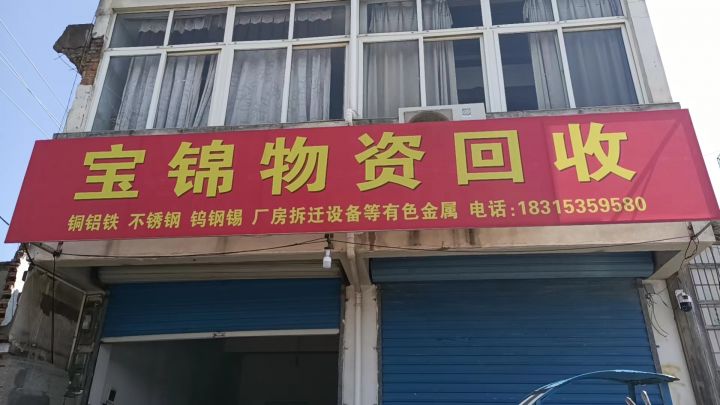 宝锦物资回收
铜铝铁 不锈钢 钨钢锡 厂房拆迁设备等有色金属 电话:18315359580